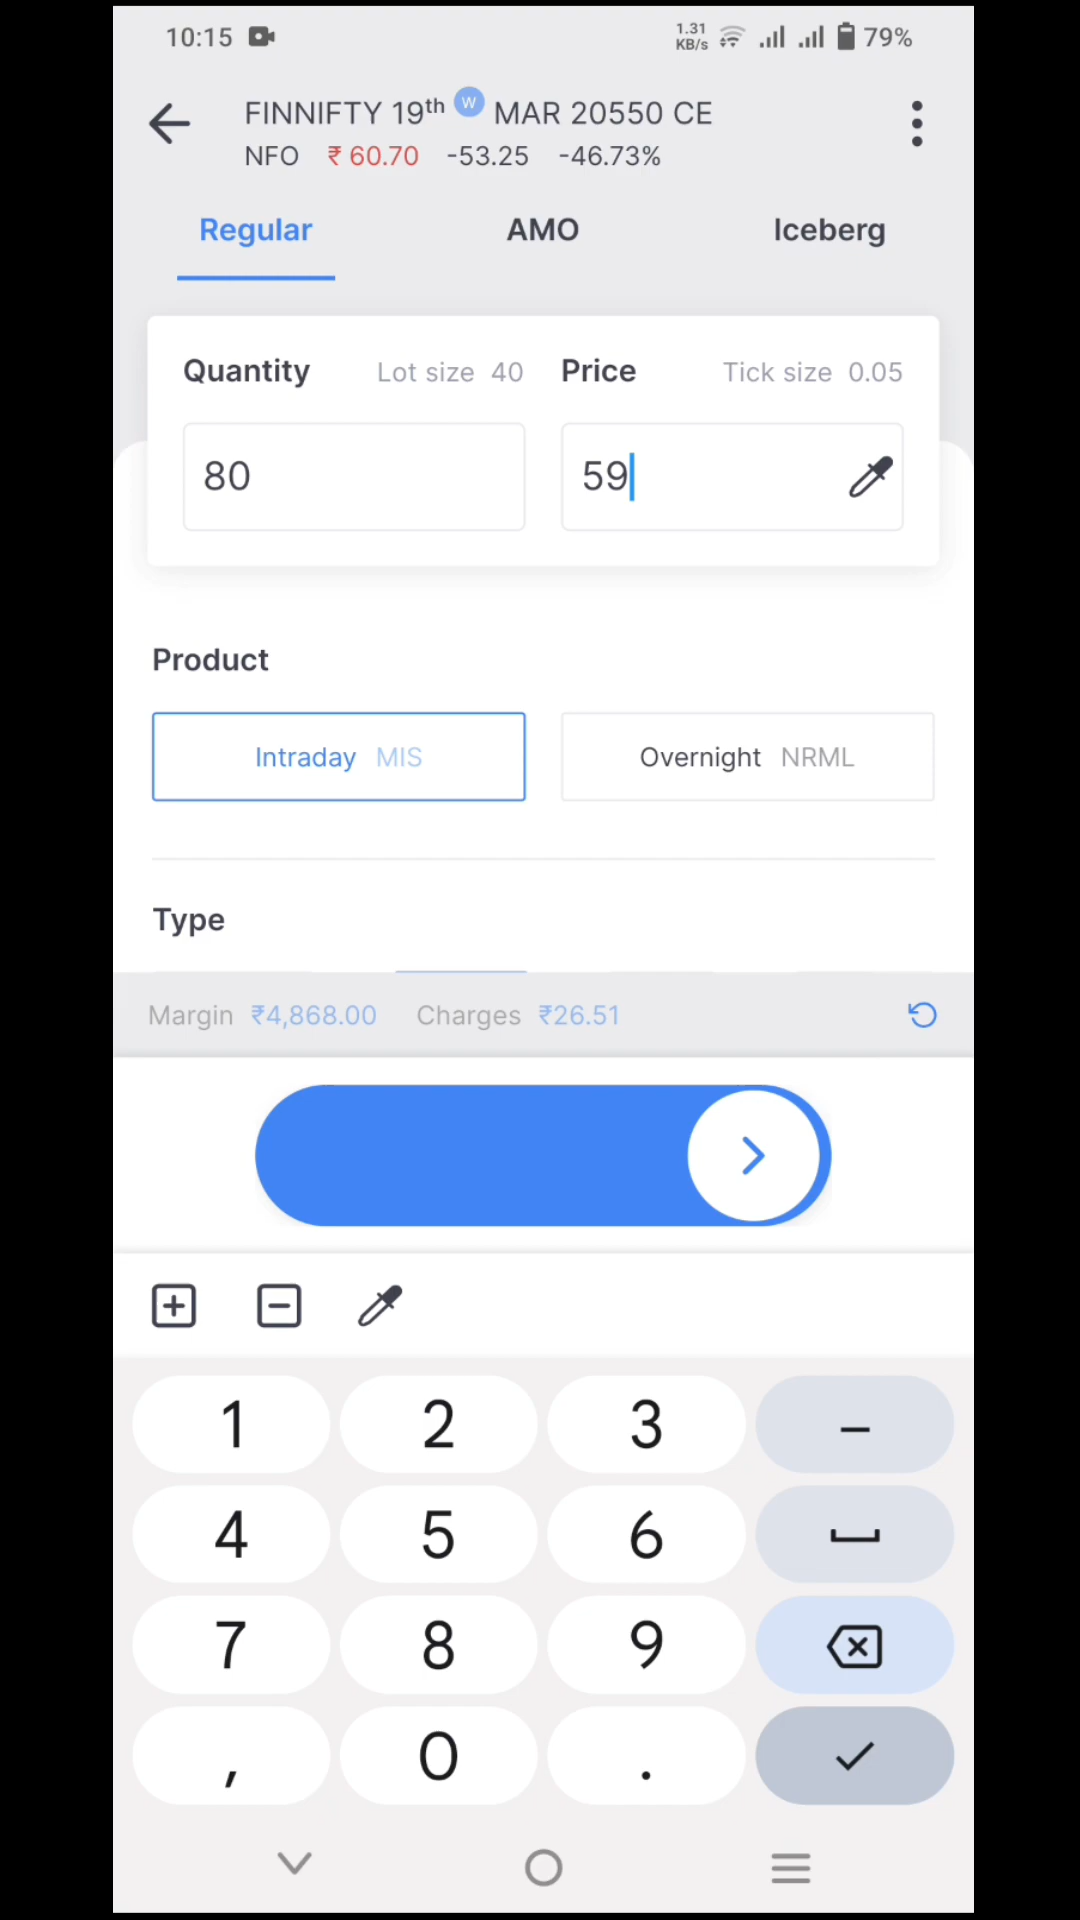 10:15 1.31 KB/s 79%
FINNIFTY 19th W MAR 20550 CE
NFO ₹ 60.70 -53.25 -46.73%
Regular AMO Iceberg
Quantity Lot size 40 Price Tick size 0.05
80 59
Product
Intraday MIS Overnight NRML
Type
Margin ₹4,868.00 Charges ₹26.51
1 2 3 –
4 5 6
7 8 9
, 0 .